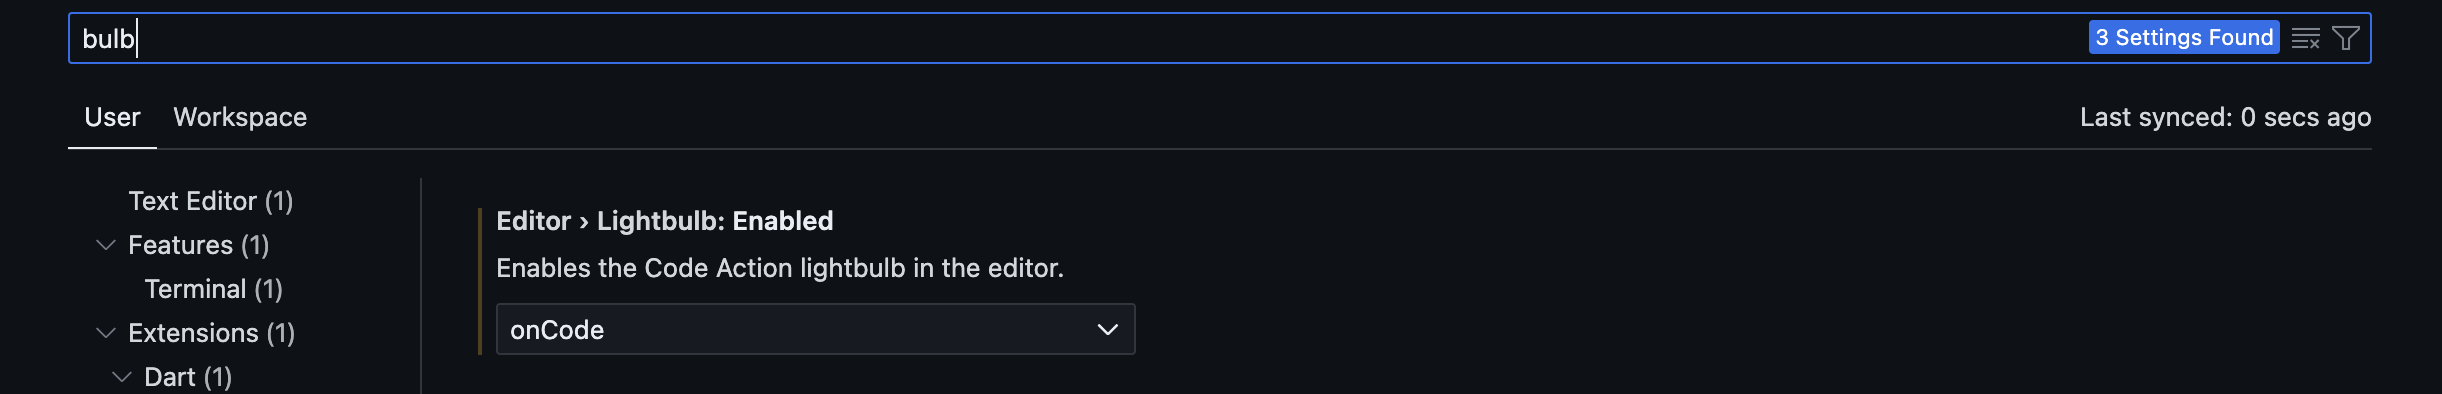 bulb
3 Settings Found
User
Workspace
Last synced: 0 secs ago
Text Editor (1)
Features (1)
Terminal (1)
Extensions (1)
Dart (1)
Editor › Lightbulb: Enabled
Enables the Code Action lightbulb in the editor.
onCode